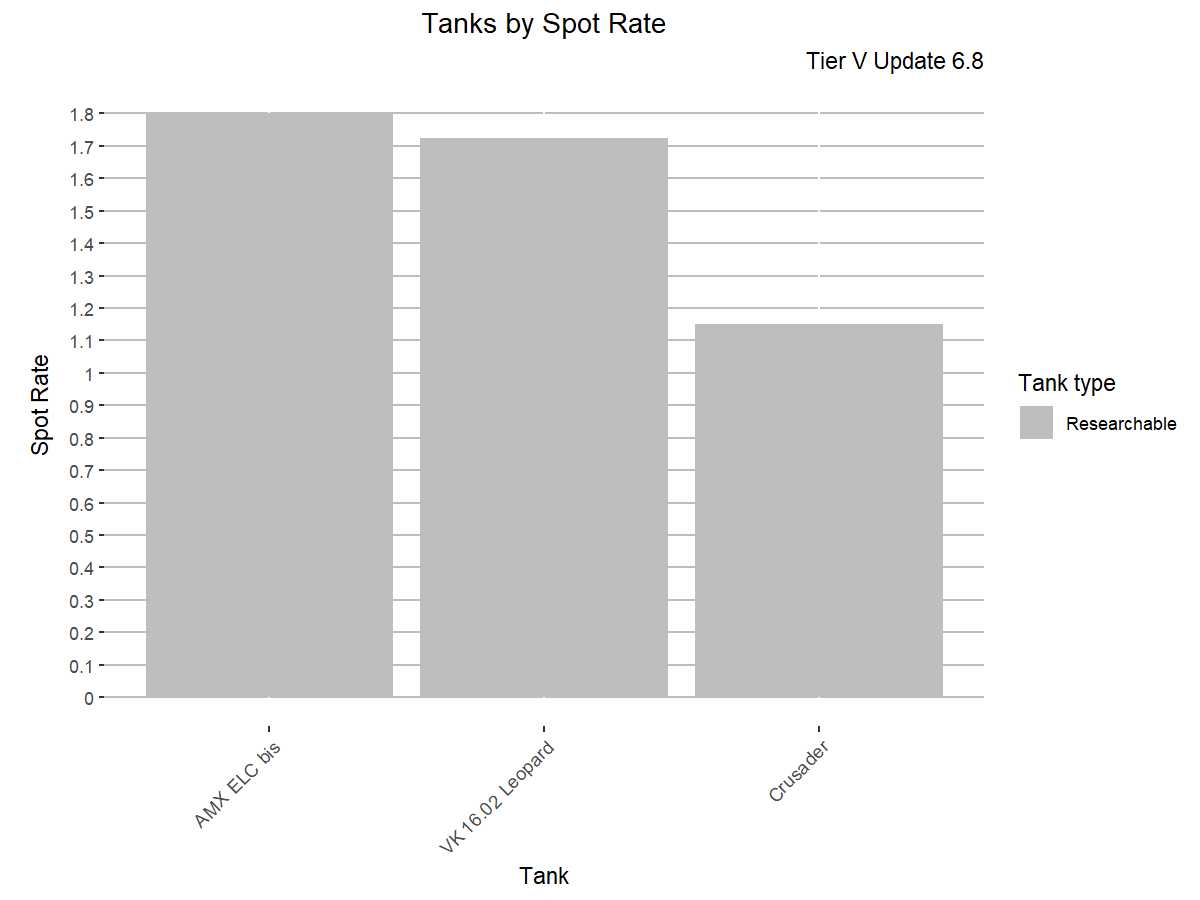 Tanks by Spot Rate
Tier V Update 6.8
Spot Rate
1.8
1.7
1.6
1.5
1.4
1.3
1.2
1.1
1
0.9
0.8
0.7
0.6
0.5
0.4
0.3
0.2
0.1
0
AMX ELC bis
VK 16.02 Leopard
Crusader
Tank
Tank type
Researchable